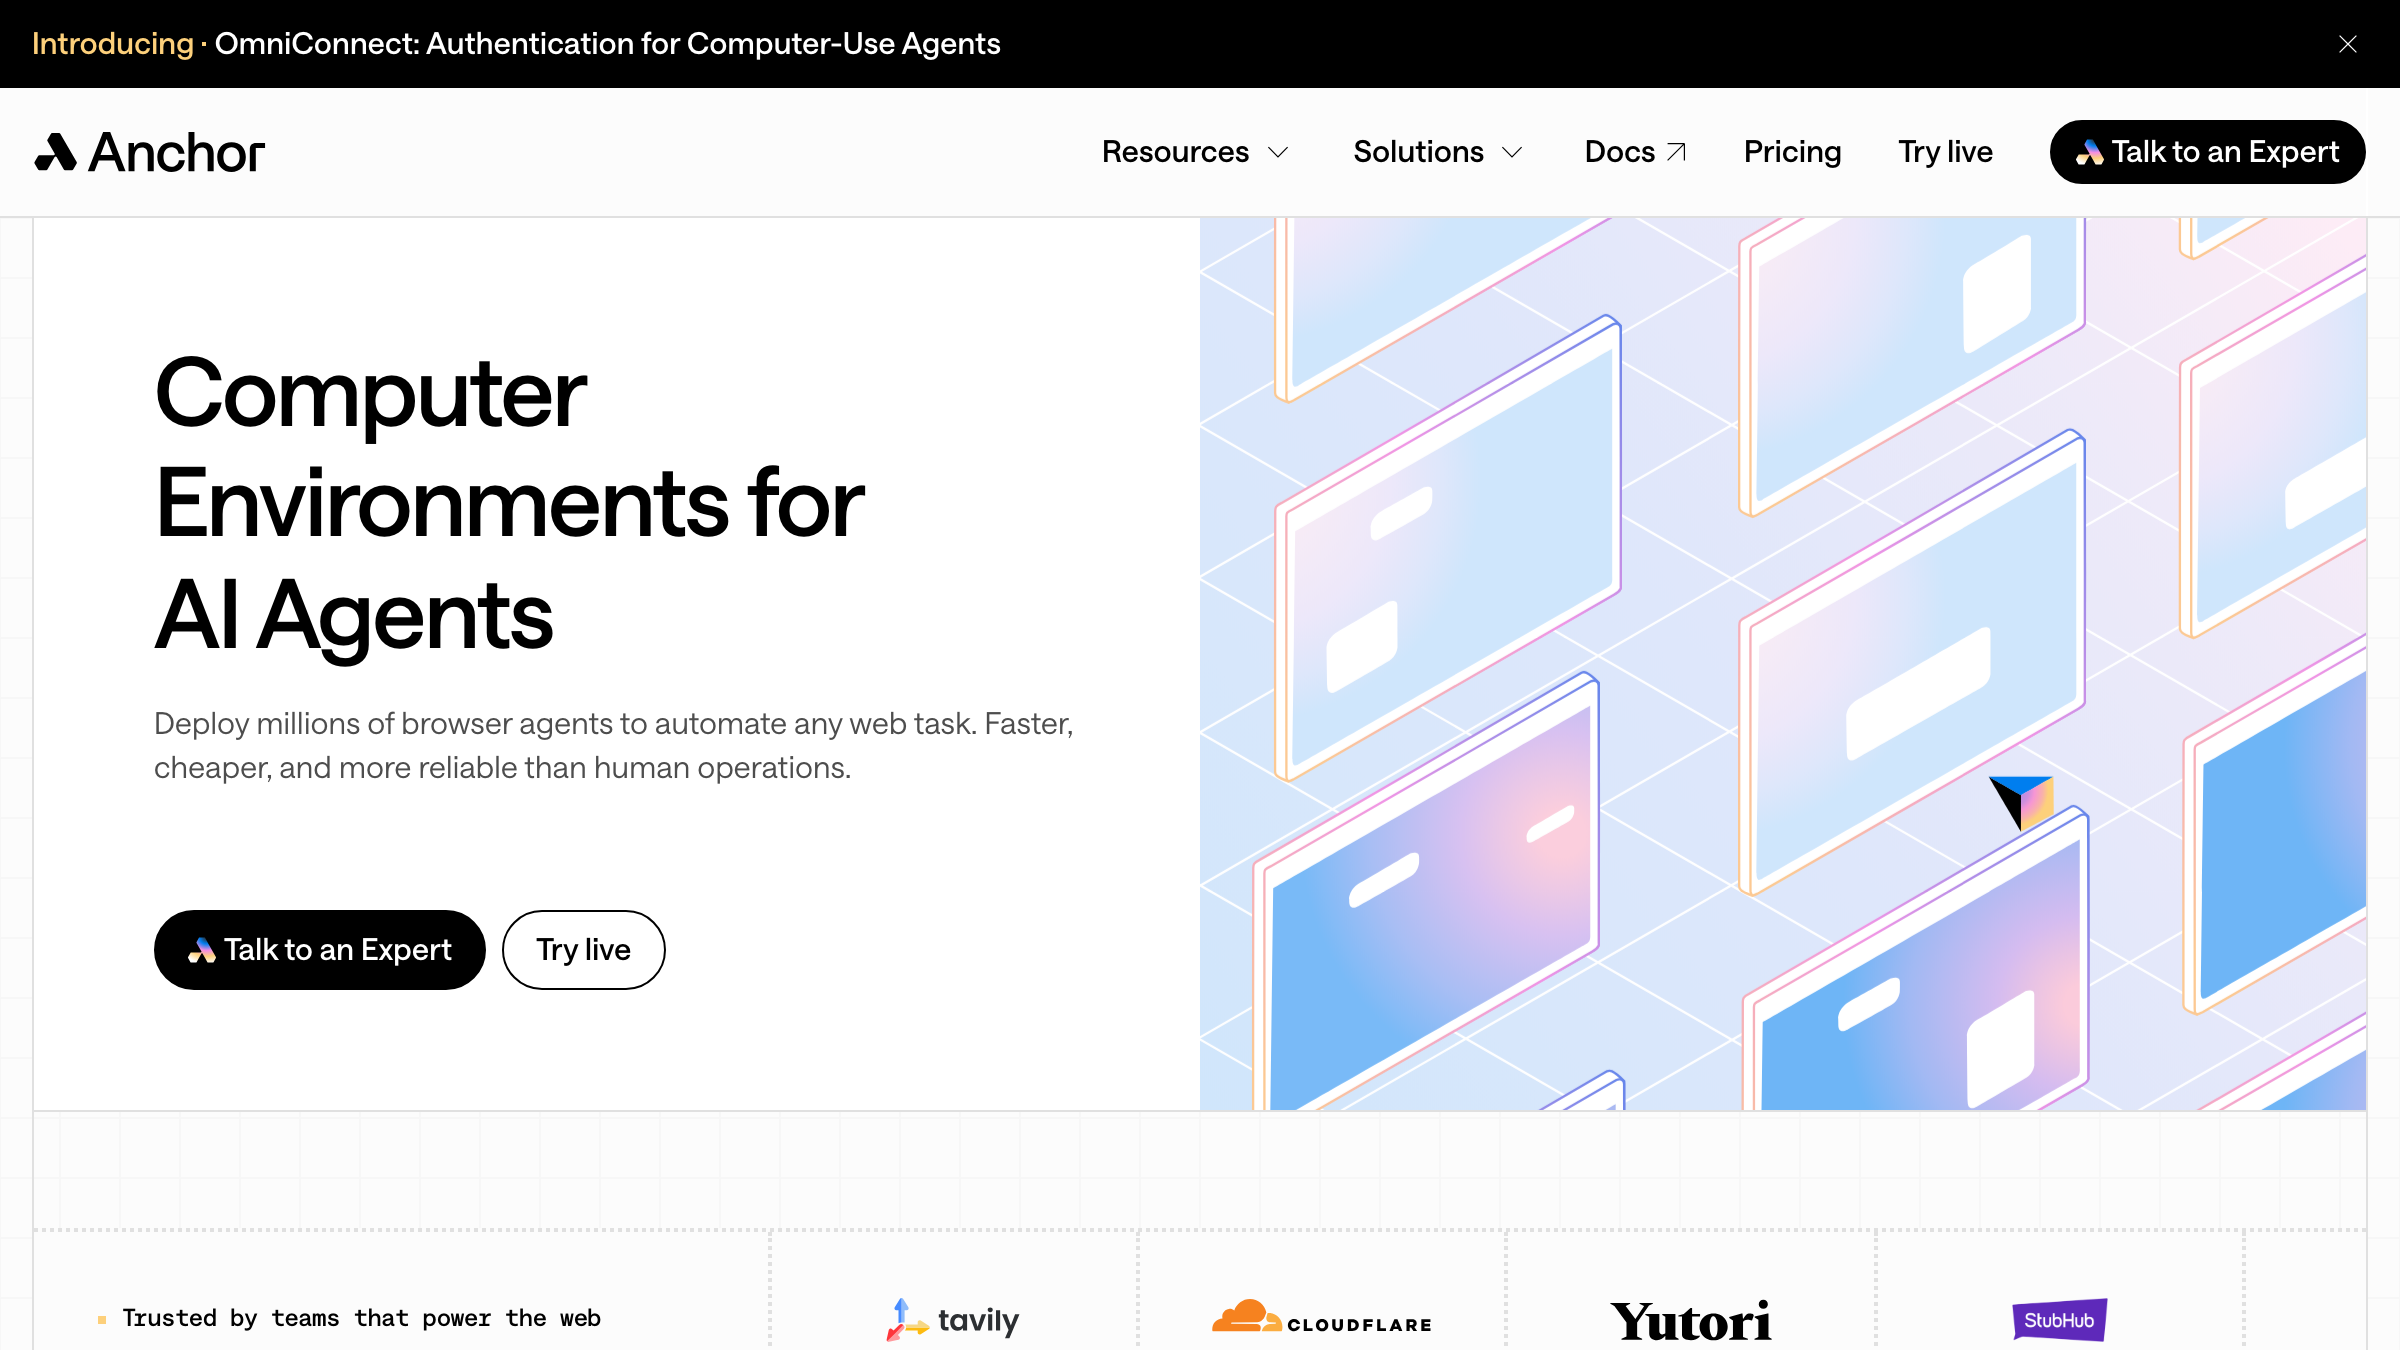 Introducing · OmniConnect: Authentication for Computer-Use Agents
Anchor
Resources
Solutions
Docs
Pricing
Try live
Talk to an Expert
Computer
Environments for
AI Agents
Deploy millions of browser agents to automate any web task. Faster,
cheaper, and more reliable than human operations.
Talk to an Expert
Try live
Trusted by teams that power the web
tavily
CLOUDFLARE
Yutori
StubHub